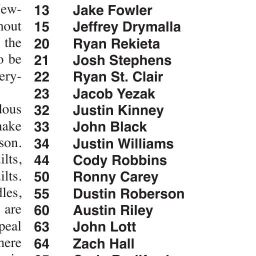 ew- 13 Jake Fowler
nout 15 Jeffrey Drymalla
the 20 Ryan Rekieta
o be 21 Josh Stephens
ery- 22 Ryan St. Clair
23 Jacob Yezak
lous 32 Justin Kinney
nake 33 John Black
son. 34 Justin Williams
ilts, 44 Cody Robbins
ilts. 50 Ronny Carey
lles, 55 Dustin Roberson
are 60 Austin Riley
peal 63 John Lott
here 64 Zach Hall